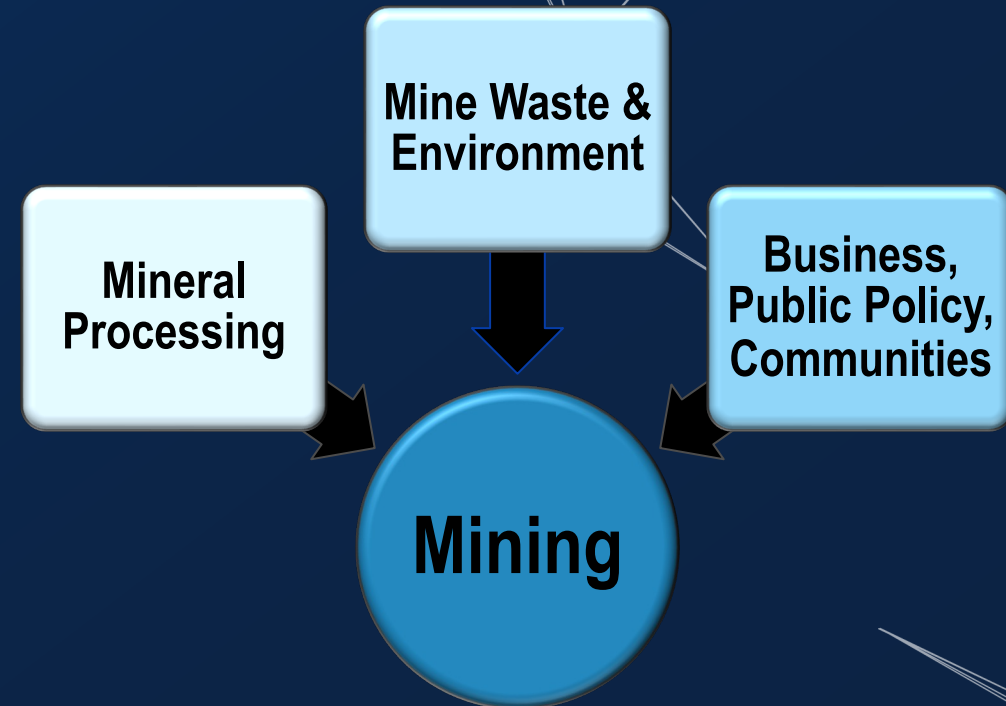 Mine Waste &
Environment
Mineral
Processing
Business,
Public Policy,
Communities
Mining